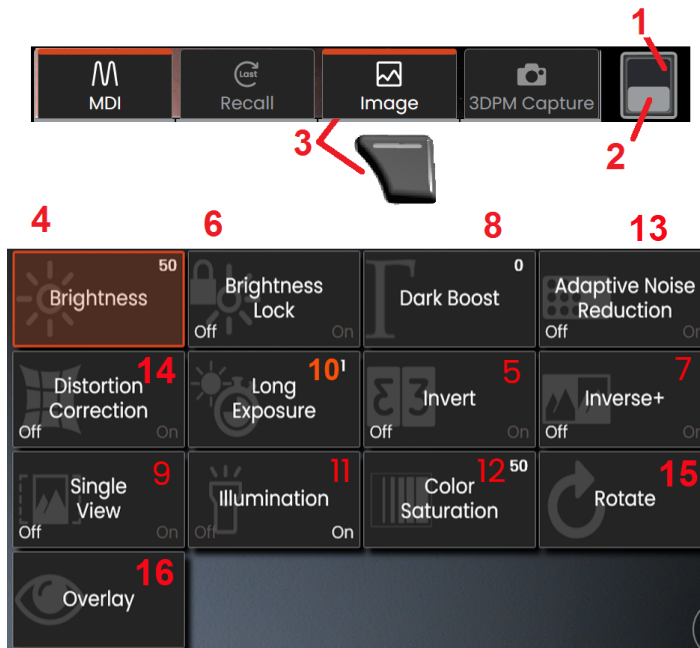 1
Last
MDI
Recall
Image
3DPM Capture
3
2
4
6
8
13
50
Brightness
Brightness
Lock
Off On
0
Dark Boost
Adaptive Noise
Reduction
Off On
14
Distortion
Correction
Off On
10 1
Long
Exposure
5
Invert
Off On
7
Inverse+
Off On
9
Single
View
Off On
11
Illumination
Off On
12 50
Color
Saturation
15
Rotate
16
Overlay